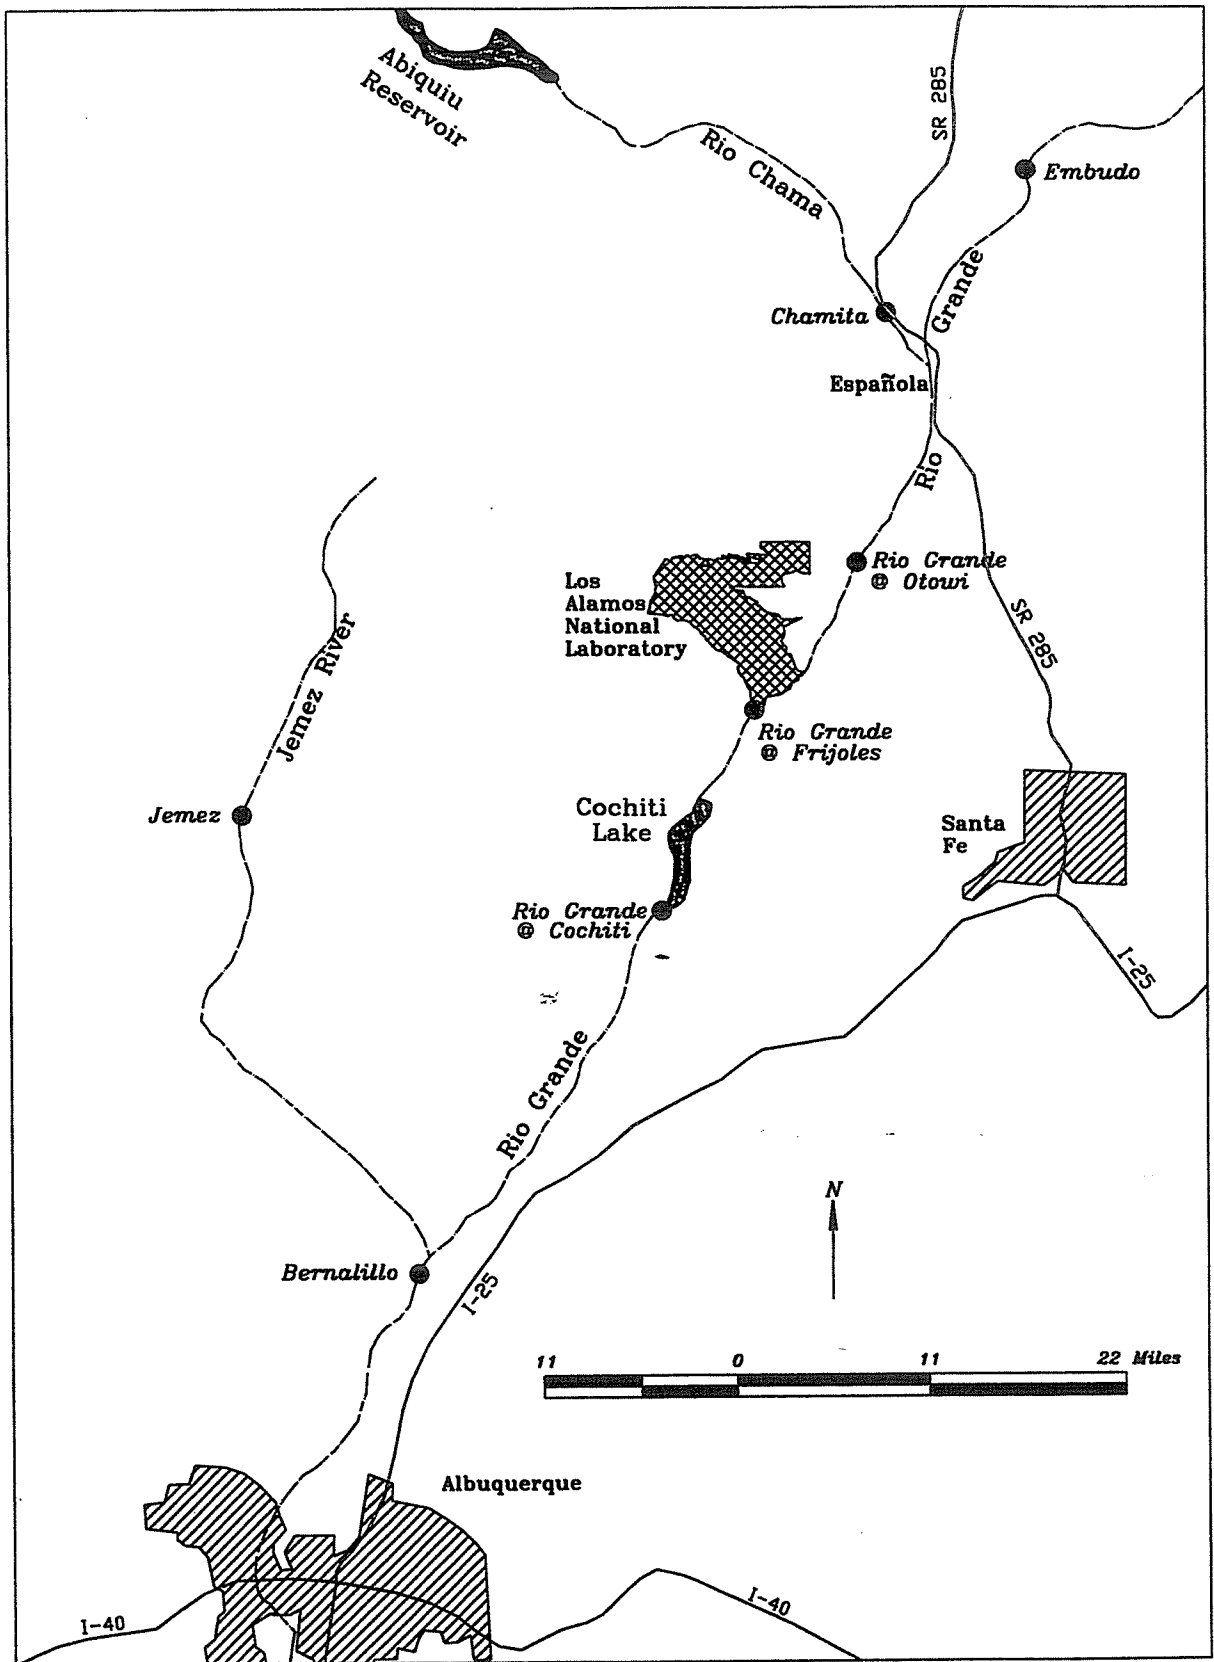 Abiquiu
Reservoir
SR 285
Rio Chama
Embudo
Grande
Chamita
Española
Rio
Rio Grande
@ Otowi
Los
Alamos
National
Laboratory
SR 285
Jemez River
Rio Grande
@ Frijoles
Jemez
Cochiti
Lake
Santa
Fe
Rio Grande
@ Cochiti
I-25
Rio Grande
N
Bernalillo
I-25
11 0 11 22 Miles
Albuquerque
I-40
I-40